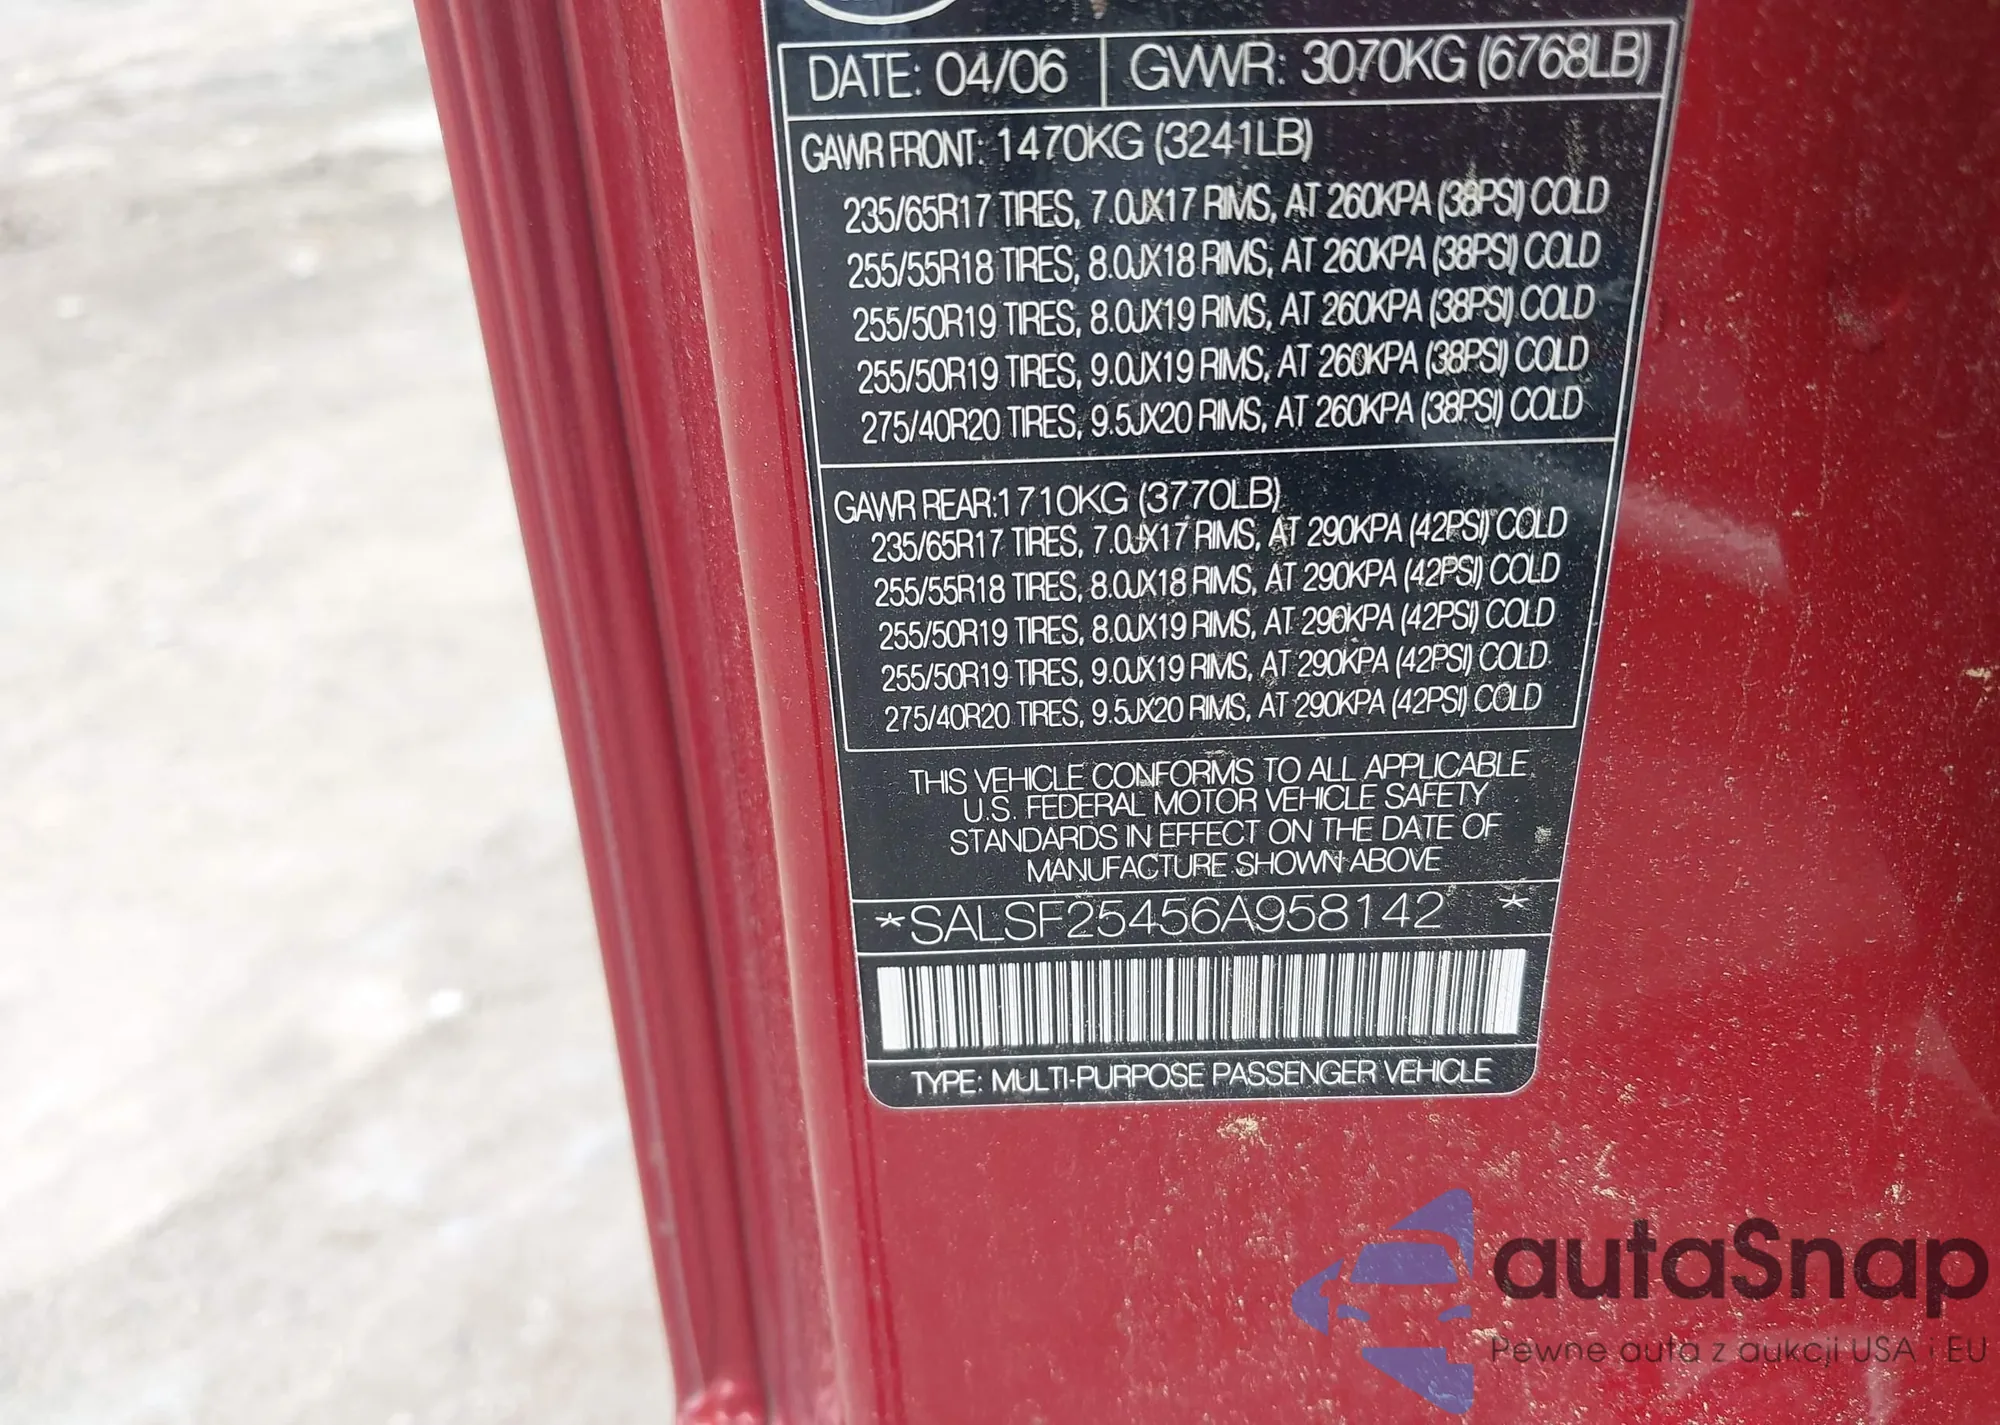 DATE: 04/06 GVWR: 3070KG (6768LB)
GAWR FRONT: 1470KG (3241LB)
235/65R17 TIRES, 7.0JX17 RIMS, AT 260KPA (38PSI) COLD
255/55R18 TIRES, 8.0JX18 RIMS, AT 260KPA (38PSI) COLD
255/50R19 TIRES, 8.0JX19 RIMS, AT 260KPA (38PSI) COLD
255/50R19 TIRES, 9.0JX19 RIMS, AT 260KPA (38PSI) COLD
275/40R20 TIRES, 9.5JX20 RIMS, AT 260KPA (38PSI) COLD
GAWR REAR:1710KG (3770LB)
235/65R17 TIRES, 7.0JX17 RIMS, AT 290KPA (42PSI) COLD
255/55R18 TIRES, 8.0JX18 RIMS, AT 290KPA (42PSI) COLD
255/50R19 TIRES, 8.0JX19 RIMS, AT 290KPA (42PSI) COLD
255/50R19 TIRES, 9.0JX19 RIMS, AT 290KPA (42PSI) COLD
275/40R20 TIRES, 9.5JX20 RIMS, AT 290KPA (42PSI) COLD
THIS VEHICLE CONFORMS TO ALL APPLICABLE
U.S. FEDERAL MOTOR VEHICLE SAFETY
STANDARDS IN EFFECT ON THE DATE OF
MANUFACTURE SHOWN ABOVE
*SALSF25456A958142 *
TYPE: MULTI-PURPOSE PASSENGER VEHICLE
autaSnap
Pewne auta z aukcji USA i EU